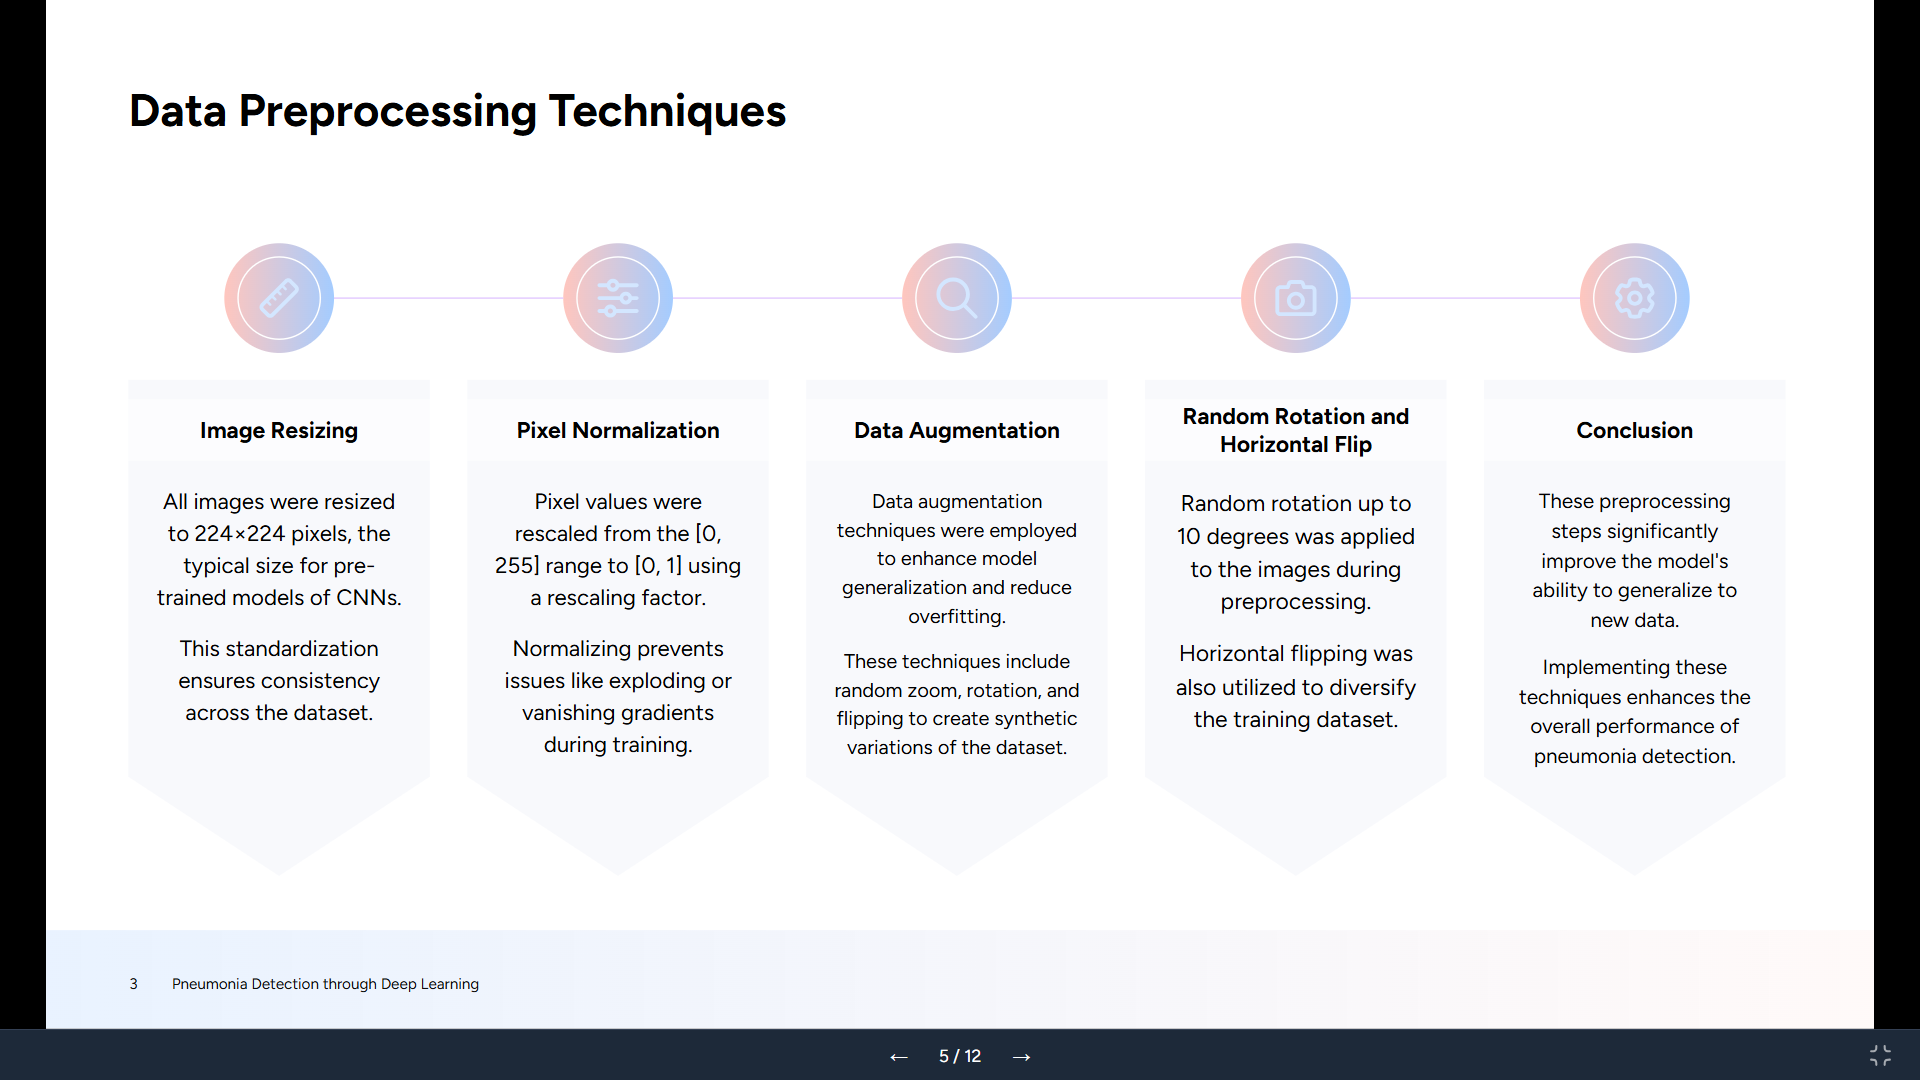 Data Preprocessing Techniques
Image Resizing
All images were resized
to 224×224 pixels, the
typical size for pre-
trained models of CNNs.
This standardization
ensures consistency
across the dataset.
Pixel Normalization
Pixel values were
rescaled from the [0,
255] range to [0, 1] using
a rescaling factor.
Normalizing prevents
issues like exploding or
vanishing gradients
during training.
Data Augmentation
Data augmentation
techniques were employed
to enhance model
generalization and reduce
overfitting.
These techniques include
random zoom, rotation, and
flipping to create synthetic
variations of the dataset.
Random Rotation and
Horizontal Flip
Random rotation up to
10 degrees was applied
to the images during
preprocessing.
Horizontal flipping was
also utilized to diversify
the training dataset.
Conclusion
These preprocessing
steps significantly
improve the model's
ability to generalize to
new data.
Implementing these
techniques enhances the
overall performance of
pneumonia detection.
3 Pneumonia Detection through Deep Learning
← 5 / 12 →